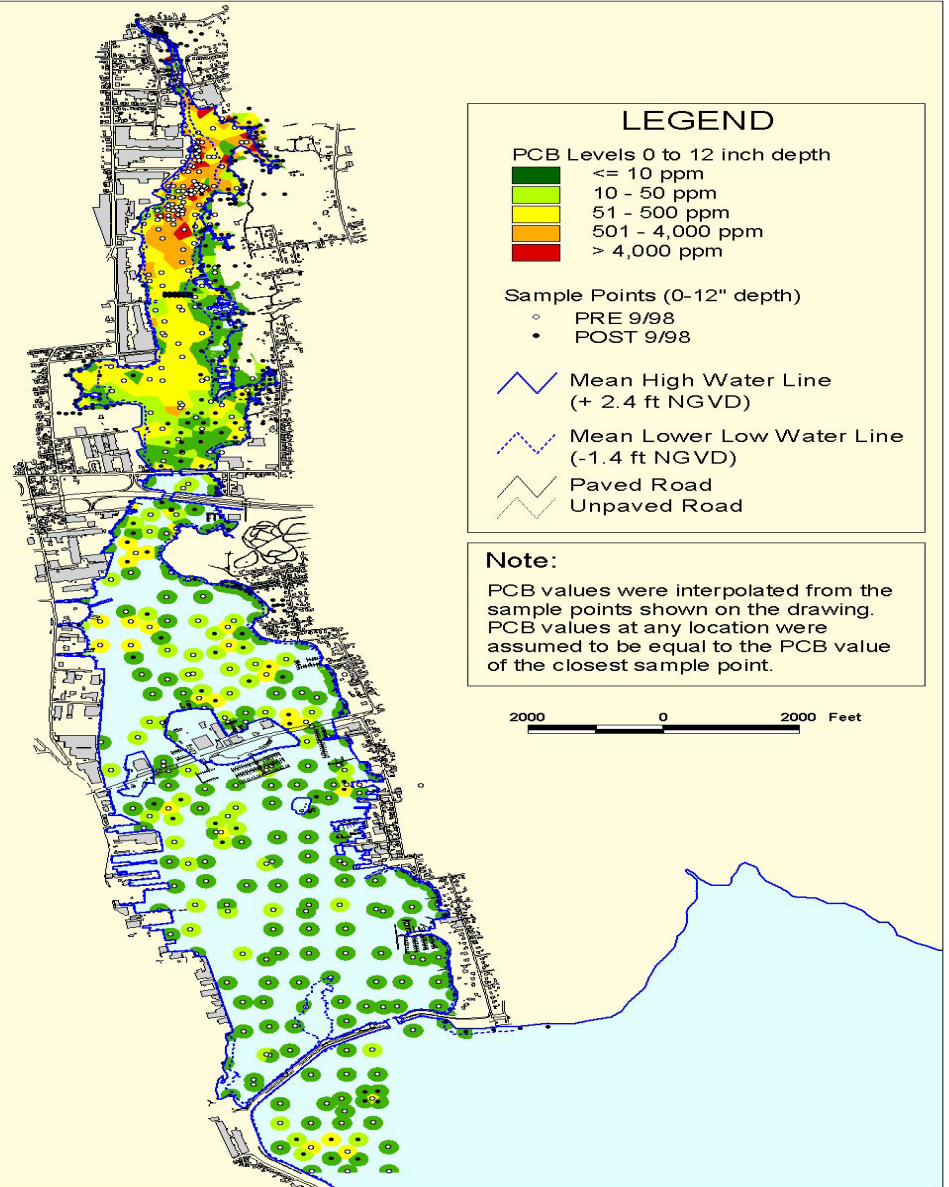 LEGEND
PCB Levels 0 to 12 inch depth
<= 10 ppm
10 - 50 ppm
51 - 500 ppm
501 - 4,000 ppm
> 4,000 ppm
Sample Points (0-12" depth)
PRE 9/98
POST 9/98
Mean High Water Line
(+ 2.4 ft NGVD)
Mean Lower Low Water Line
(-1.4 ft NGVD)
Paved Road
Unpaved Road
Note:
PCB values were interpolated from the
sample points shown on the drawing.
PCB values at any location were
assumed to be equal to the PCB value
of the closest sample point.
2000 0 2000 Feet